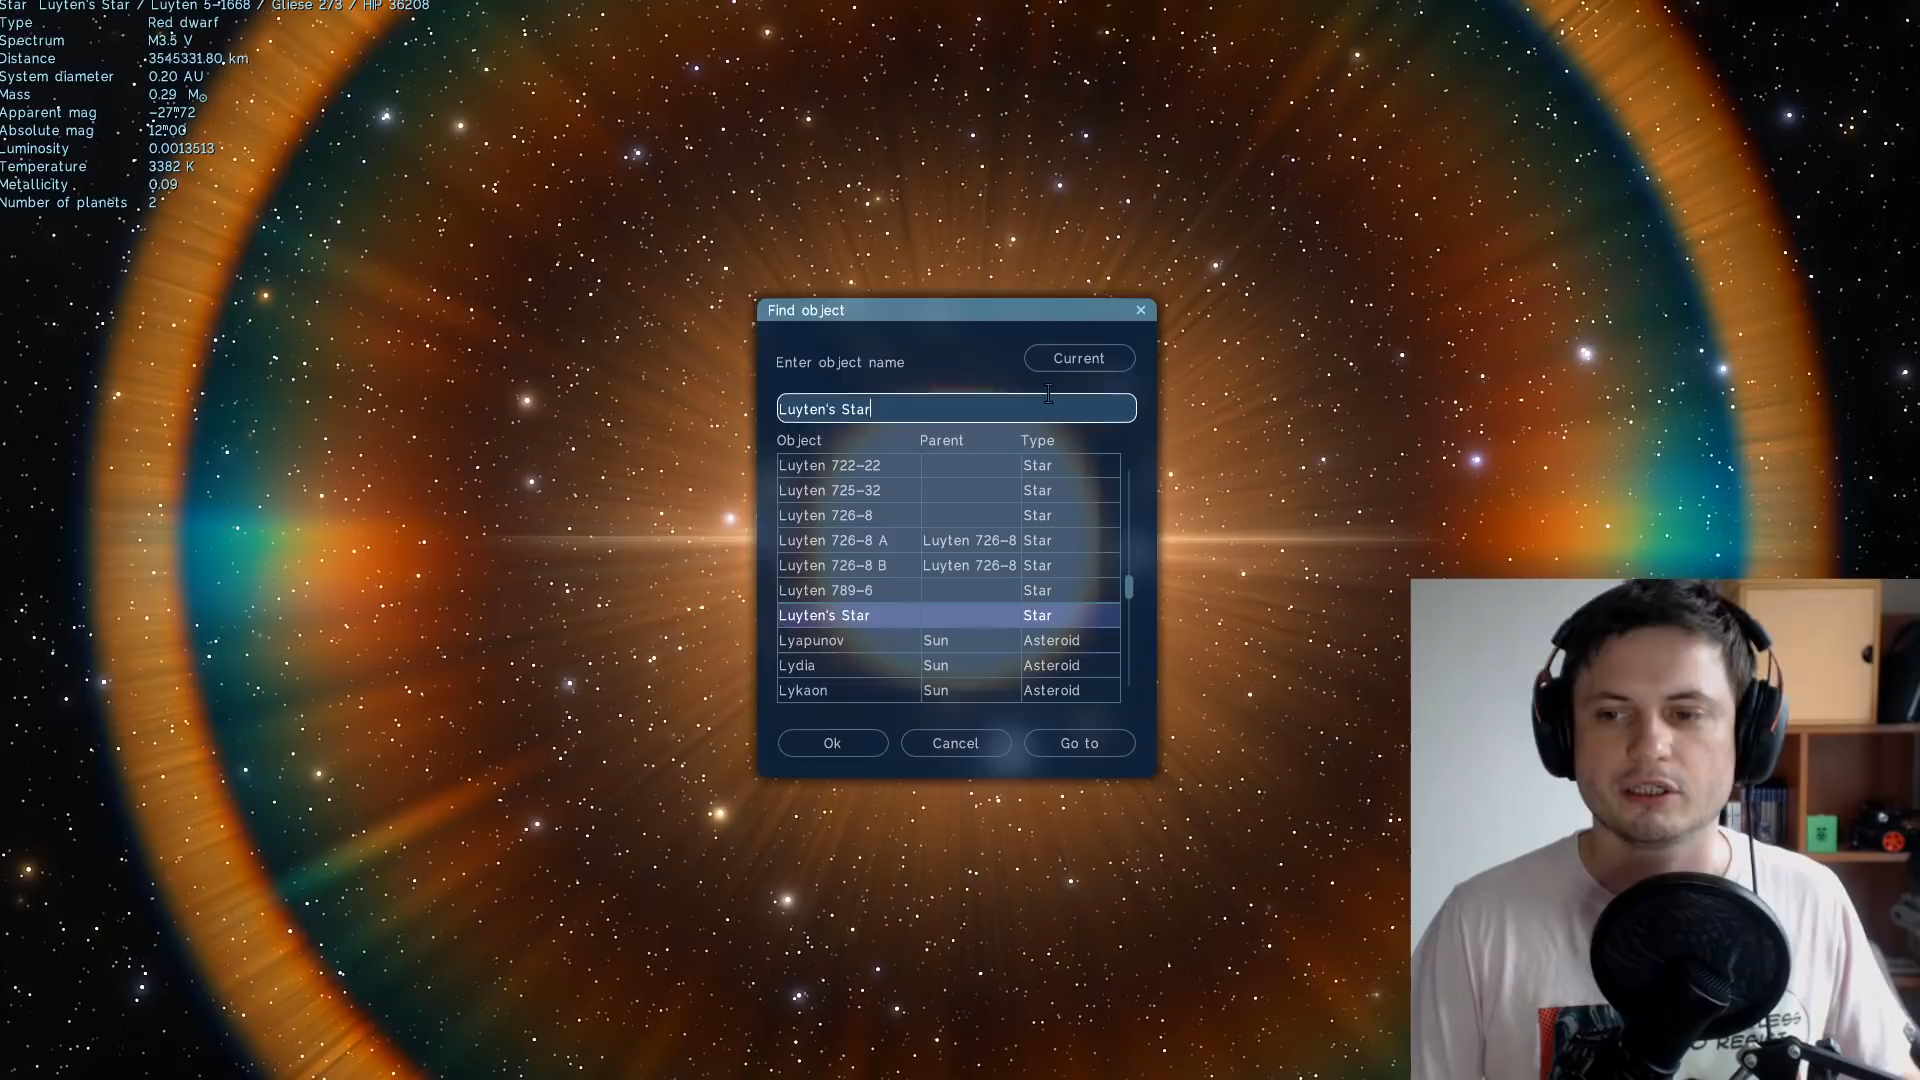 Star Luyten's Star / Luyten 5-1668 / Gliese 273 / HIP 36208
Type Red dwarf
Spectrum M3.5 V
Distance 3545331.80 km
System diameter 0.20 AU
Mass 0.29 M☉
Apparent mag −27ᵐ72
Absolute mag 12ᵐ00
Luminosity 0.0013513
Temperature 3382 K
Metallicity 0.09
Number of planets 2
Find object
Enter object name Current
Luyten's Star
Object Parent Type
Luyten 722−22 Star
Luyten 725−32 Star
Luyten 726−8 Star
Luyten 726−8 A Luyten 726−8 Star
Luyten 726−8 B Luyten 726−8 Star
Luyten 789−6 Star
Luyten's Star Star
Lyapunov Sun Asteroid
Lydia Sun Asteroid
Lykaon Sun Asteroid
Ok Cancel Go to